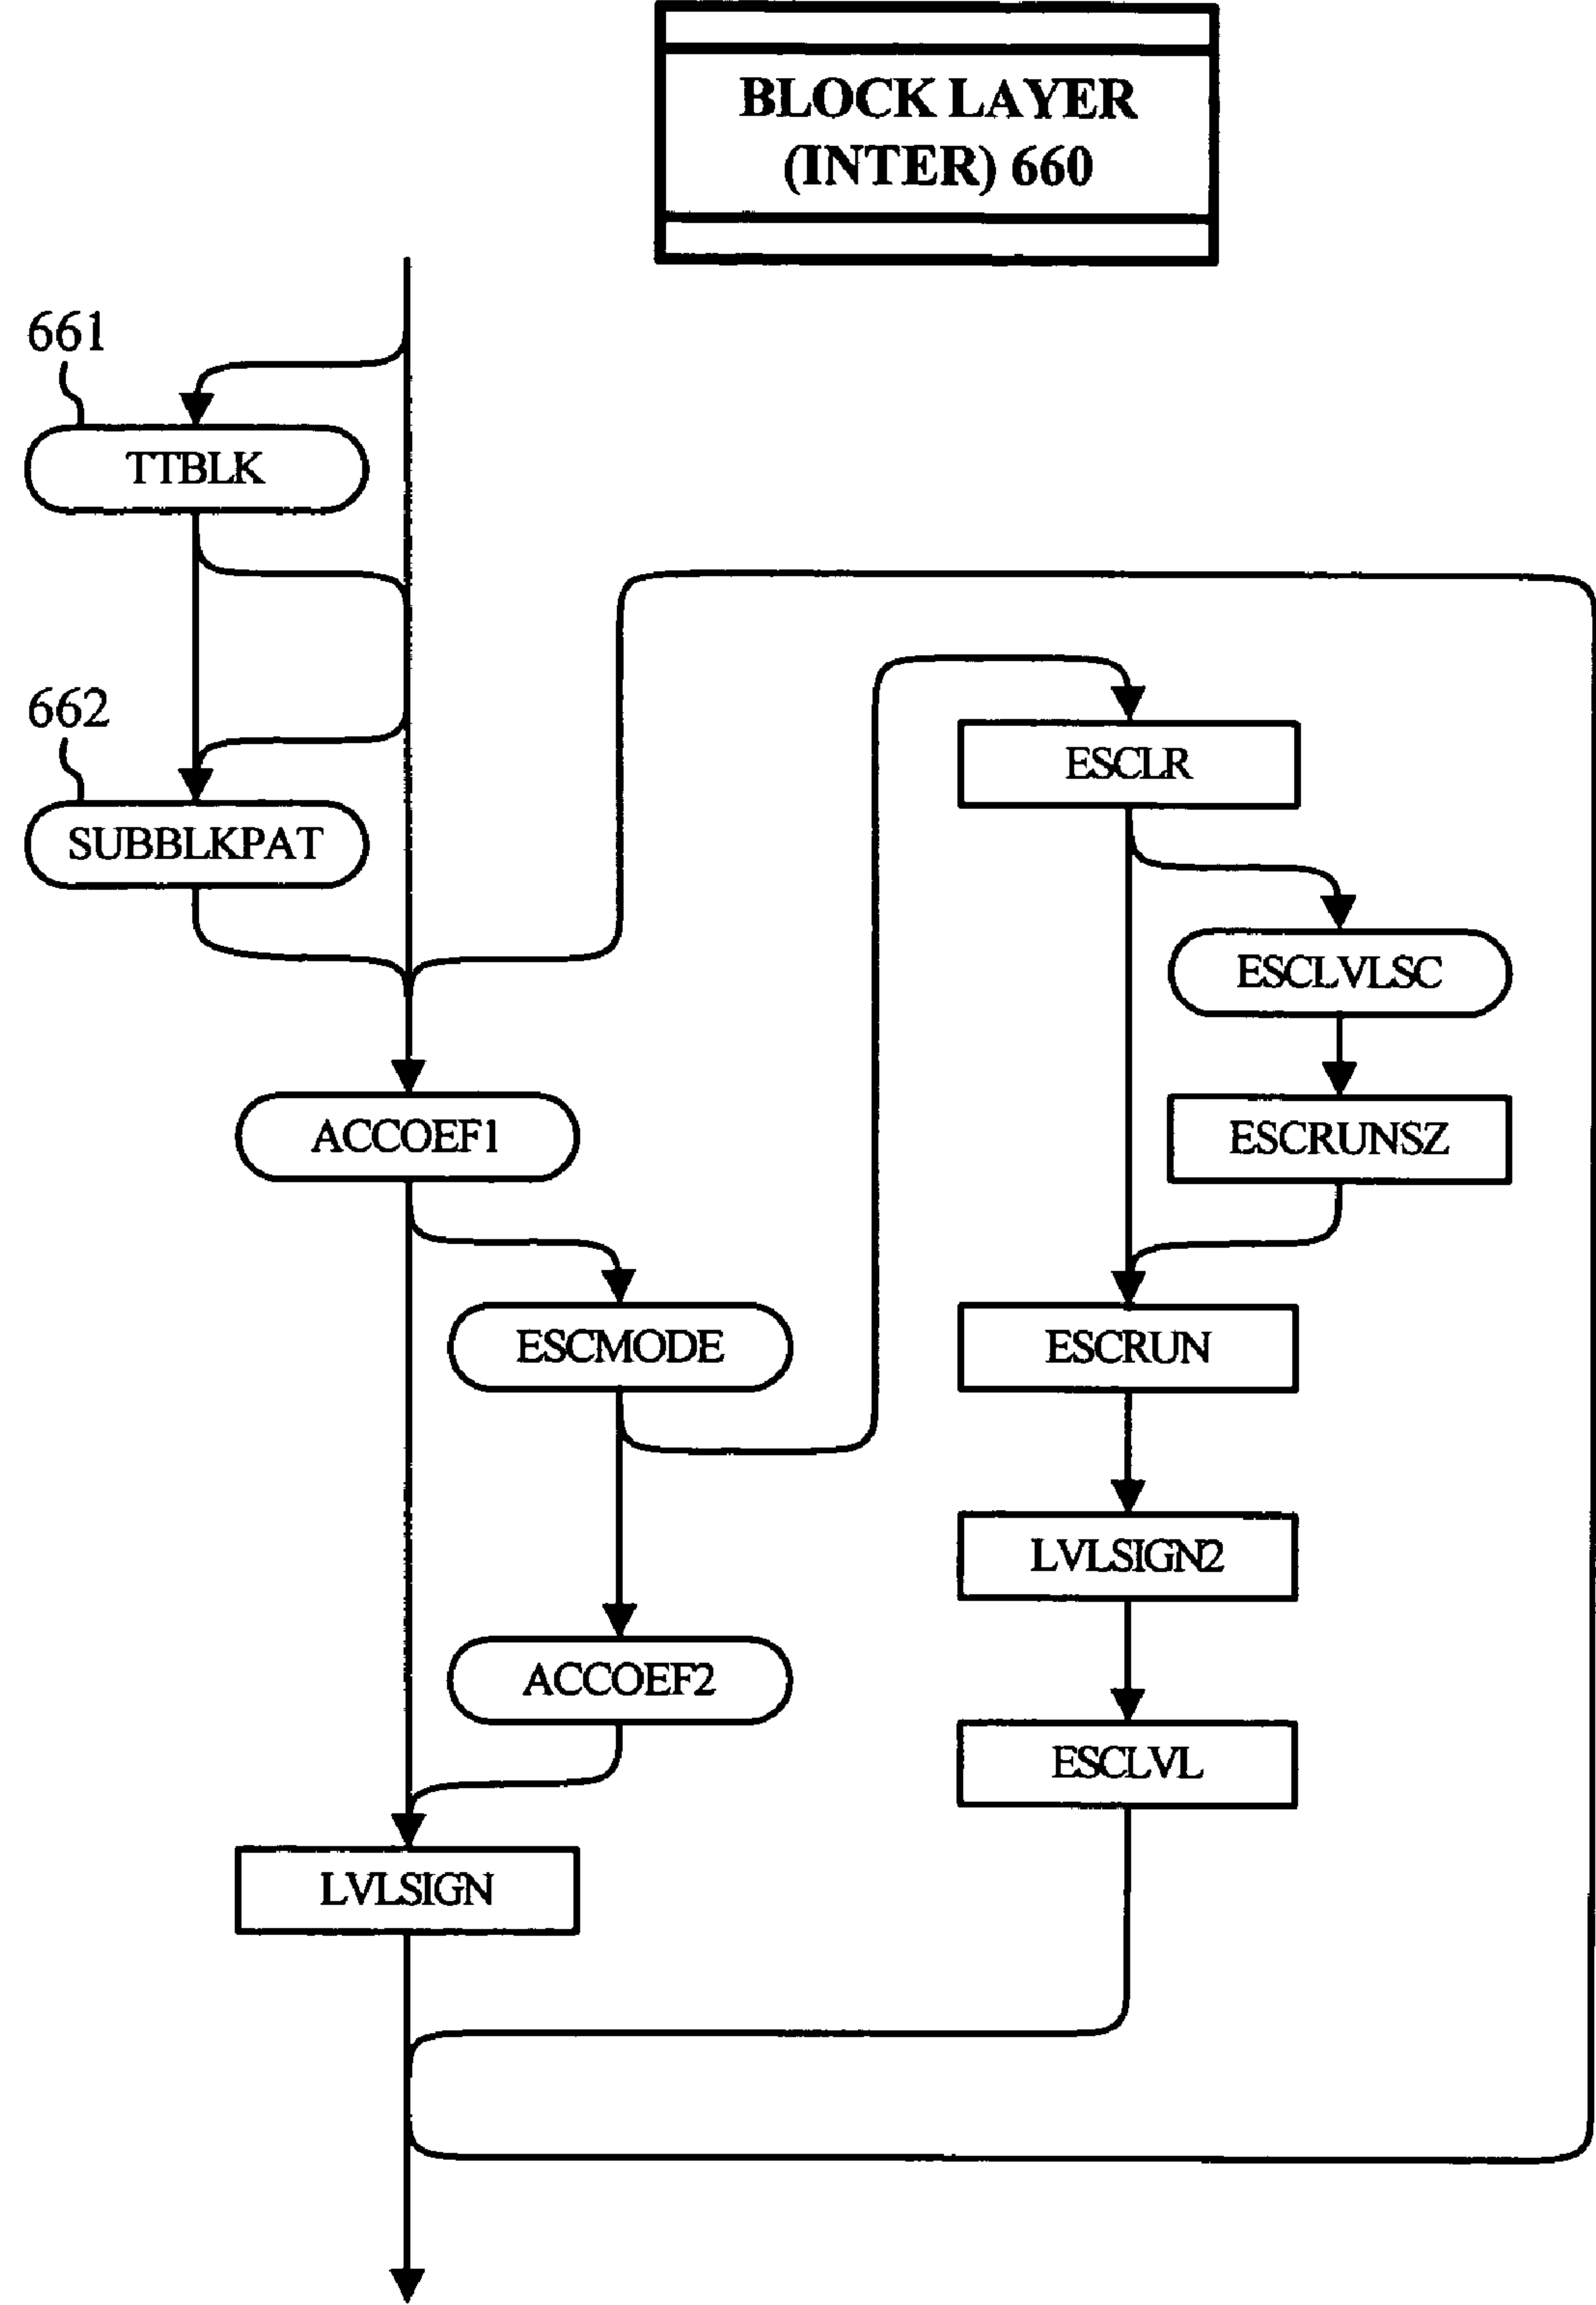 BLOCK LAYER
(INTER) 660
661
TTBLK
662
SUBBLKPAT
ESCLR
ESCLVLSC
ACCOEF1
ESCRUNSZ
ESCMODE
ESCRUN
LVLSIGN2
ACCOEF2
ESCLVL
LVLSIGN